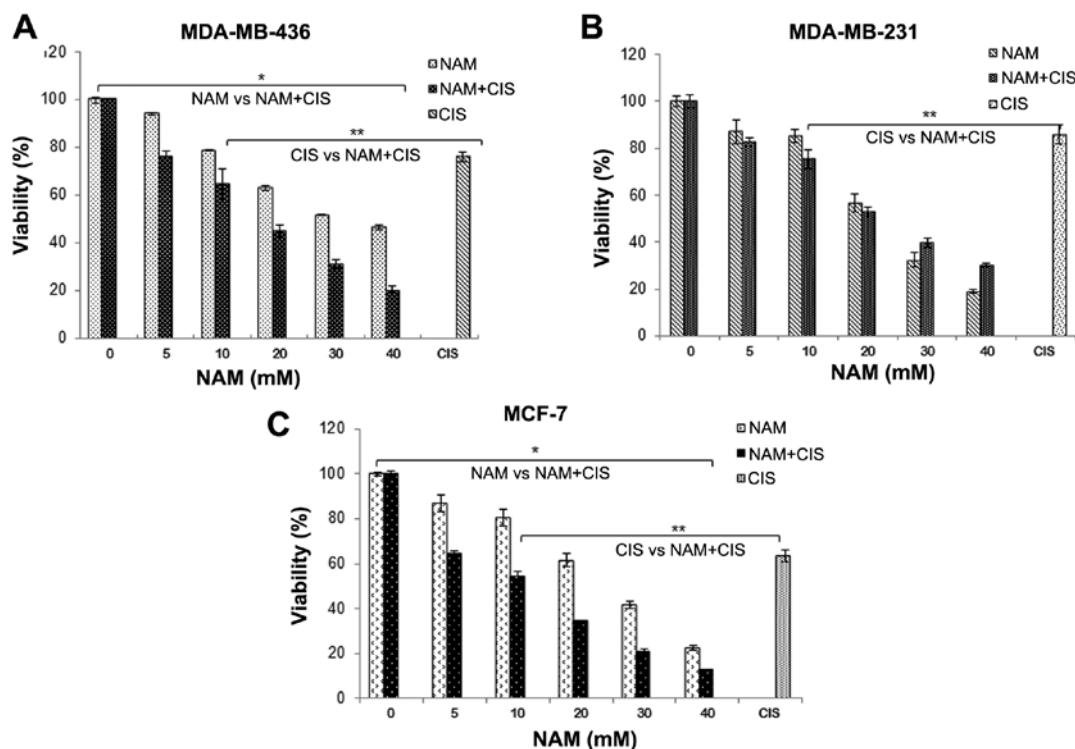 A
MDA-MB-436
Viability (%)
20
100
80
60
40
20
0
*
NAM vs NAM+CIS
**
CIS vs NAM+CIS
NAM
NAM+CIS
CIS
0 5 10 20 30 40 CIS
NAM (mM)
B
MDA-MB-231
Viability (%)
120
100
80
60
40
20
0
**
CIS vs NAM+CIS
NAM
NAM+CIS
CIS
0 5 10 20 30 40 CIS
NAM (mM)
C
MCF-7
Viability (%)
120
100
80
60
40
20
0
*
NAM vs NAM+CIS
**
CIS vs NAM+CIS
NAM
NAM+CIS
CIS
0 5 10 20 30 40 CIS
NAM (mM)